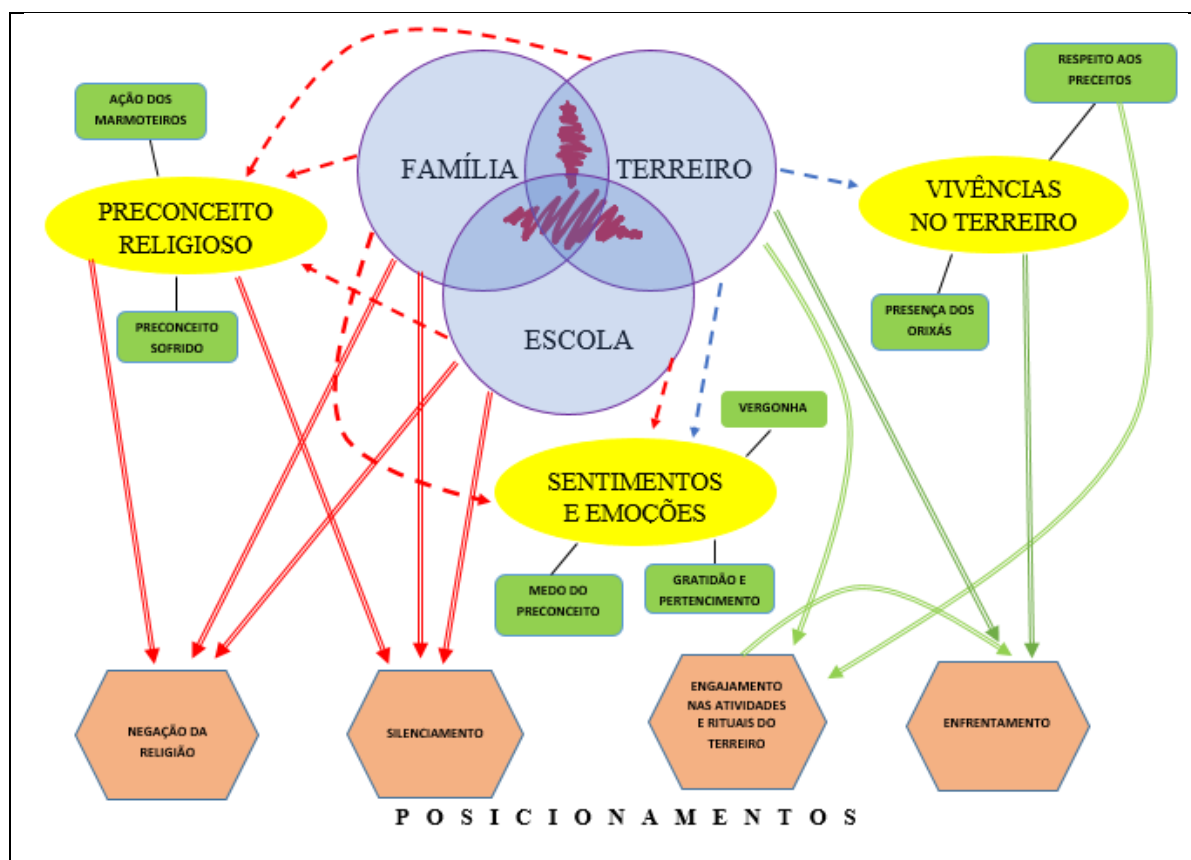 RESPEITO AOS
PRECEITOS
AÇÃO DOS
MARMOTEIROS
FAMÍLIA
TERREIRO
PRECONCEITO
RELIGIOSO
VIVÊNCIAS
NO TERREIRO
PRECONCEITO
SOFRIDO
PRESENÇA DOS
ORIXÁS
ESCOLA
VERGONHA
SENTIMENTOS
E EMOÇÕES
MEDO DO
PRECONCEITO
GRATIDÃO E
PERTENCIMENTO
NEGAÇÃO DA
RELIGIÃO
SILENCIAMENTO
ENGAJAMENTO
NAS ATIVIDADES
E RITUAIS DO
TERREIRO
ENFRENTAMENTO
POSICIONAMENTOS